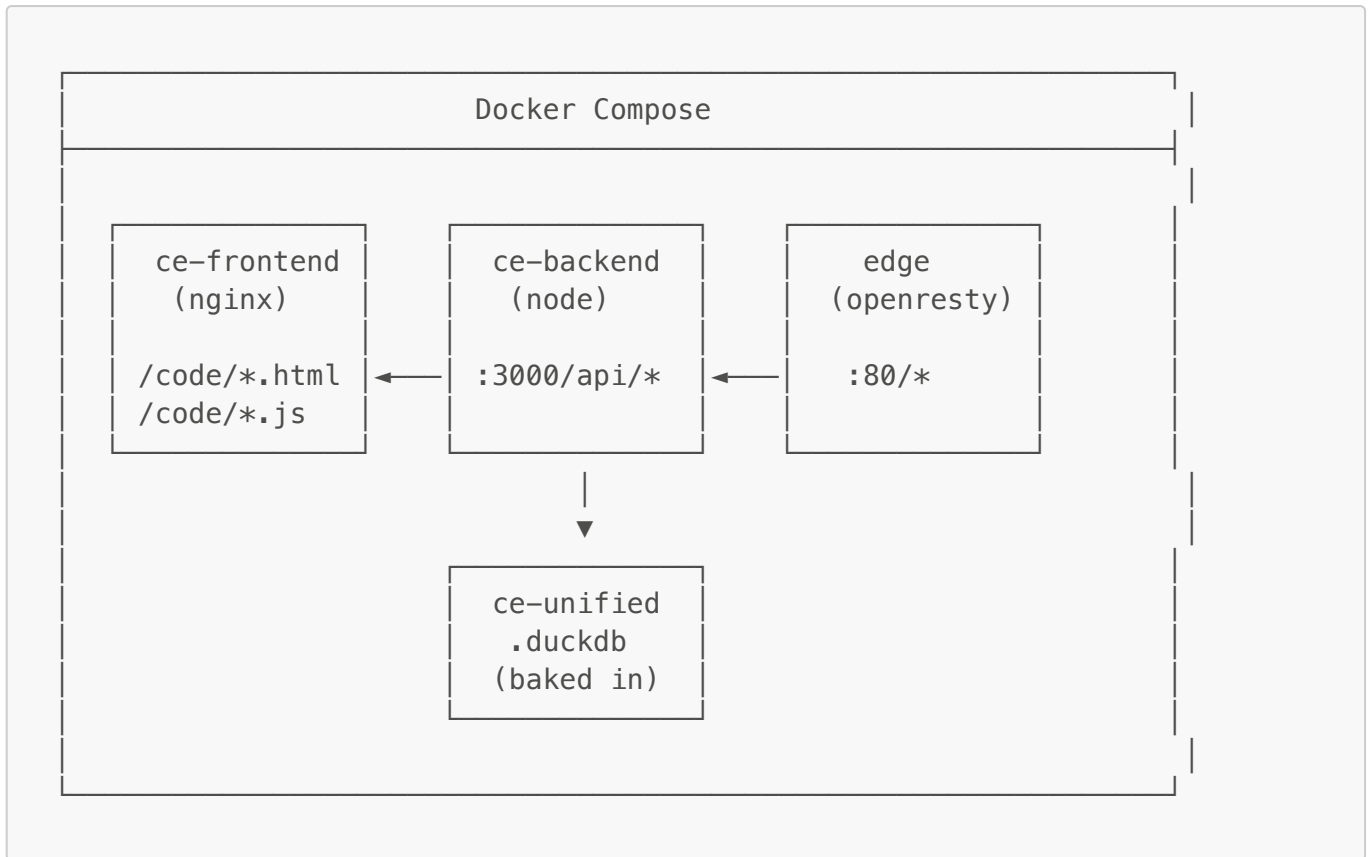 Docker Compose
ce-frontend ce-backend edge
(nginx) (node) (openresty)
/code/*.html :3000/api/* :80/*
/code/*.js
ce-unified
.duckdb
(baked in)